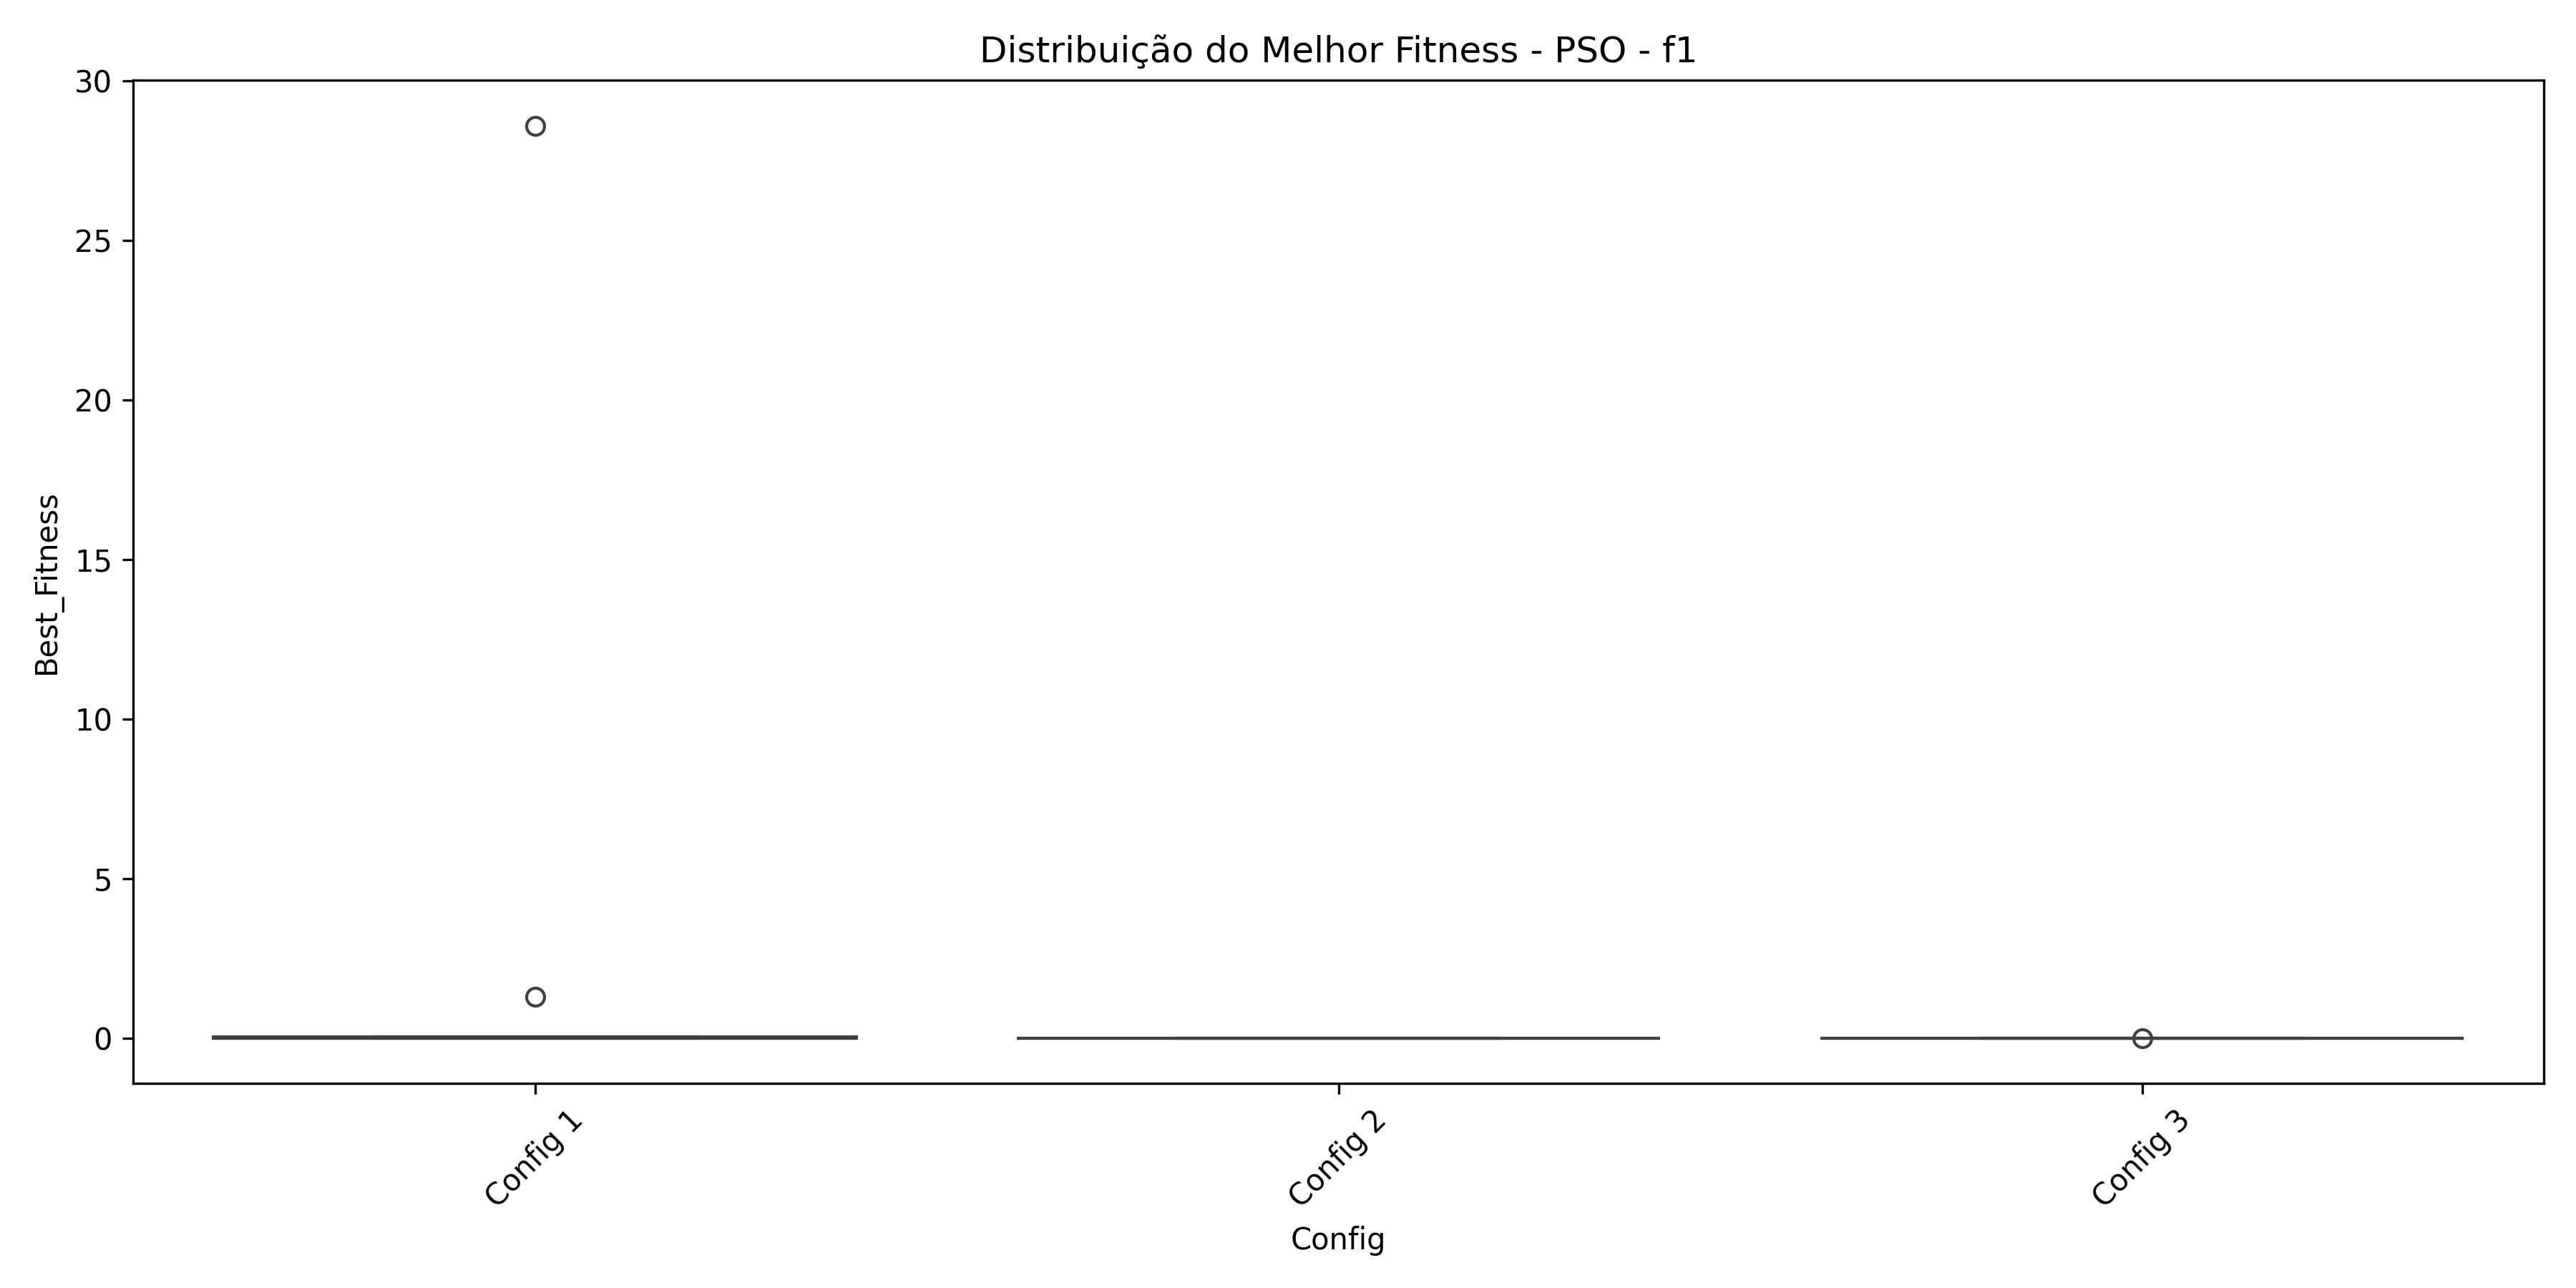 Distribuição do Melhor Fitness - PSO - f1
30
25
20
15
10
5
0
Best_Fitness
Config 1
Config 2
Config 3
Config